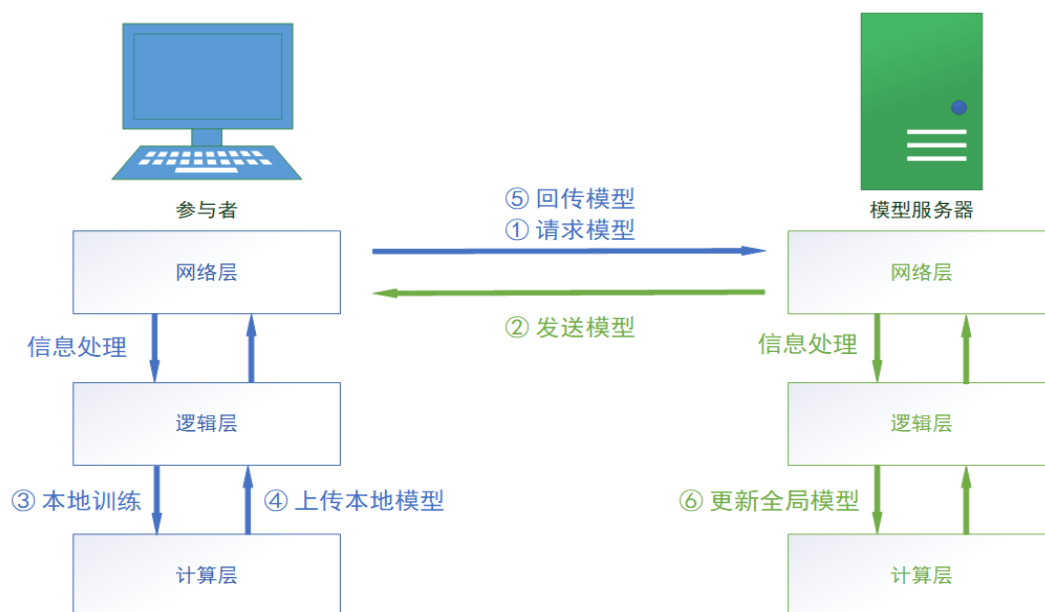 参与者
模型服务器
⑤ 回传模型
① 请求模型
② 发送模型
网络层
信息处理
逻辑层
③ 本地训练
④ 上传本地模型
计算层
网络层
信息处理
逻辑层
⑥ 更新全局模型
计算层